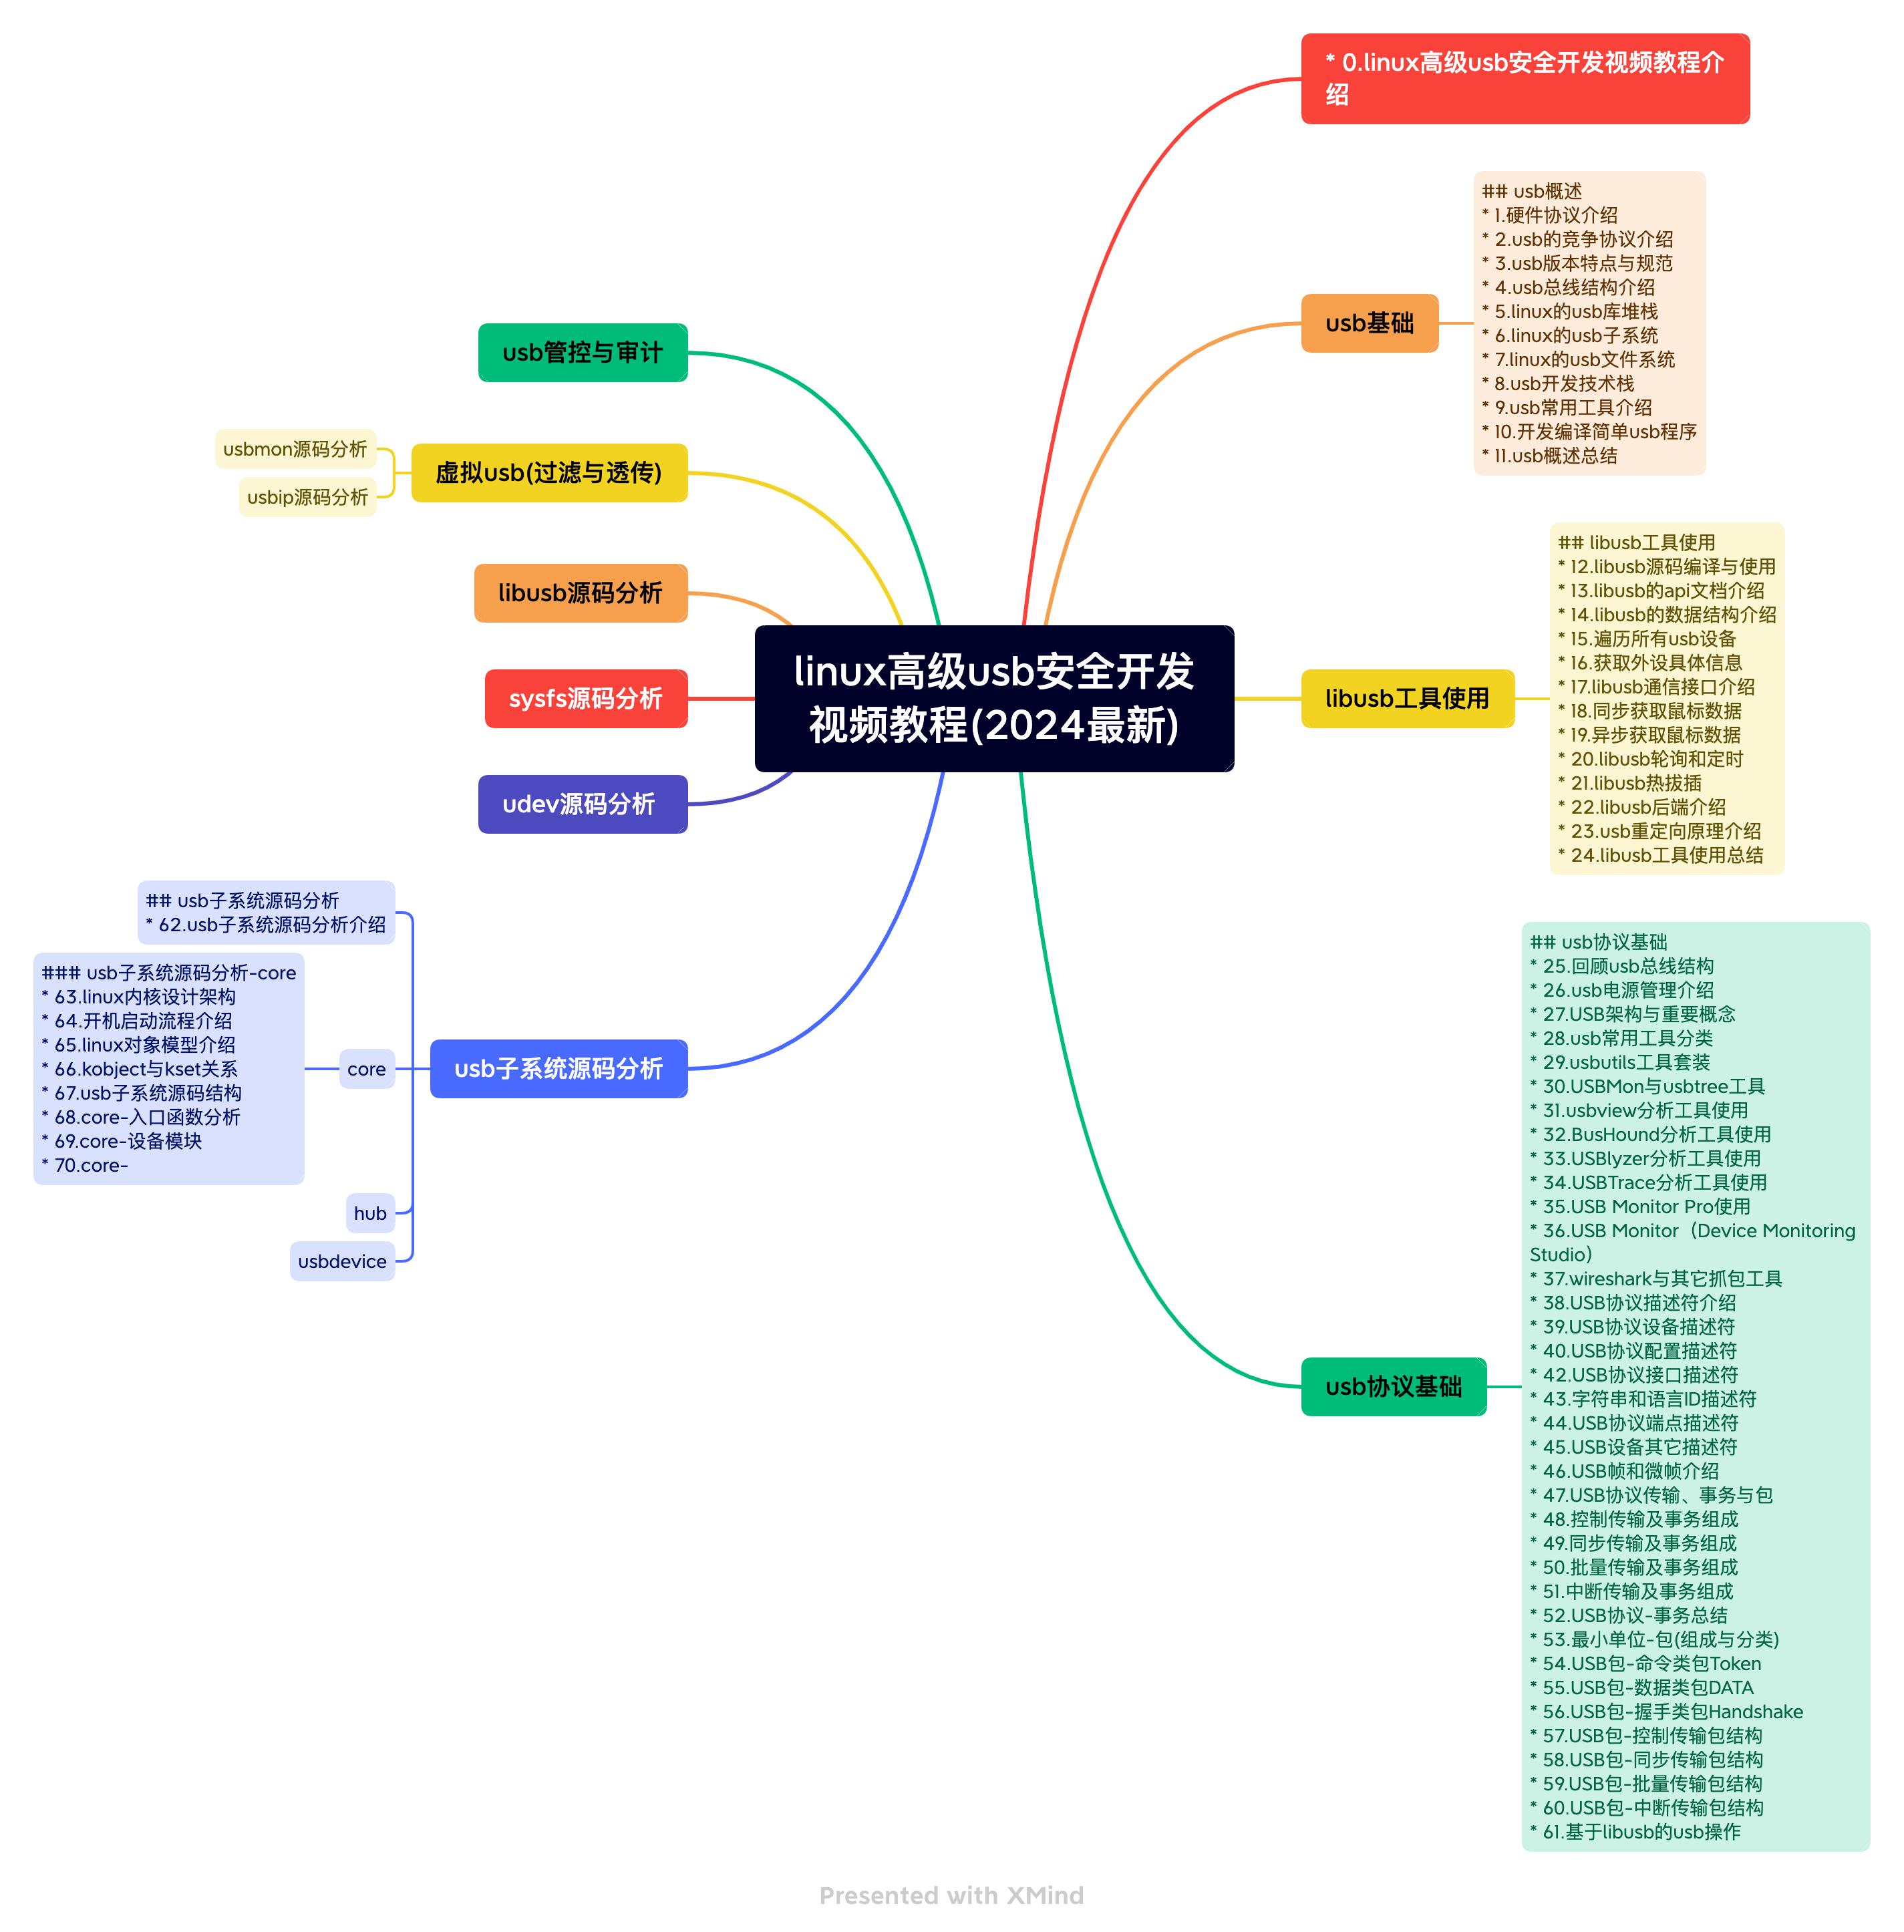 linux高级usb安全开发
视频教程(2024最新)
* 0.linux高级usb安全开发视频教程介
绍
usb基础
## usb概述
* 1.硬件协议介绍
* 2.usb的竞争协议介绍
* 3.usb版本特点与规范
* 4.usb总线结构介绍
* 5.linux的usb库堆栈
* 6.linux的usb子系统
* 7.linux的usb文件系统
* 8.usb开发技术栈
* 9.usb常用工具介绍
* 10.开发编译简单usb程序
* 11.usb概述总结
libusb工具使用
## libusb工具使用
* 12.libusb源码编译与使用
* 13.libusb的api文档介绍
* 14.libusb的数据结构介绍
* 15.遍历所有usb设备
* 16.获取外设具体信息
* 17.libusb通信接口介绍
* 18.同步获取鼠标数据
* 19.异步获取鼠标数据
* 20.libusb轮询和定时
* 21.libusb热拔插
* 22.libusb后端介绍
* 23.usb重定向原理介绍
* 24.libusb工具使用总结
usb协议基础
## usb协议基础
* 25.回顾usb总线结构
* 26.usb电源管理介绍
* 27.USB架构与重要概念
* 28.usb常用工具分类
* 29.usbutils工具套装
* 30.USBMon与usbtree工具
* 31.usbview分析工具使用
* 32.BusHound分析工具使用
* 33.USBlyzer分析工具使用
* 34.USBTrace分析工具使用
* 35.USB Monitor Pro使用
* 36.USB Monitor（Device Monitoring
Studio）
* 37.wireshark与其它抓包工具
* 38.USB协议描述符介绍
* 39.USB协议设备描述符
* 40.USB协议配置描述符
* 42.USB协议接口描述符
* 43.字符串和语言ID描述符
* 44.USB协议端点描述符
* 45.USB设备其它描述符
* 46.USB帧和微帧介绍
* 47.USB协议传输、事务与包
* 48.控制传输及事务组成
* 49.同步传输及事务组成
* 50.批量传输及事务组成
* 51.中断传输及事务组成
* 52.USB协议-事务总结
* 53.最小单位-包(组成与分类)
* 54.USB包-命令类包Token
* 55.USB包-数据类包DATA
* 56.USB包-握手类包Handshake
* 57.USB包-控制传输包结构
* 58.USB包-同步传输包结构
* 59.USB包-批量传输包结构
* 60.USB包-中断传输包结构
* 61.基于libusb的usb操作
usb管控与审计
虚拟usb(过滤与透传)
usbmon源码分析
usbip源码分析
libusb源码分析
sysfs源码分析
udev源码分析
usb子系统源码分析
## usb子系统源码分析
* 62.usb子系统源码分析介绍
core
### usb子系统源码分析-core
* 63.linux内核设计架构
* 64.开机启动流程介绍
* 65.linux对象模型介绍
* 66.kobject与kset关系
* 67.usb子系统源码结构
* 68.core-入口函数分析
* 69.core-设备模块
* 70.core-
hub
usbdevice
Presented with XMind